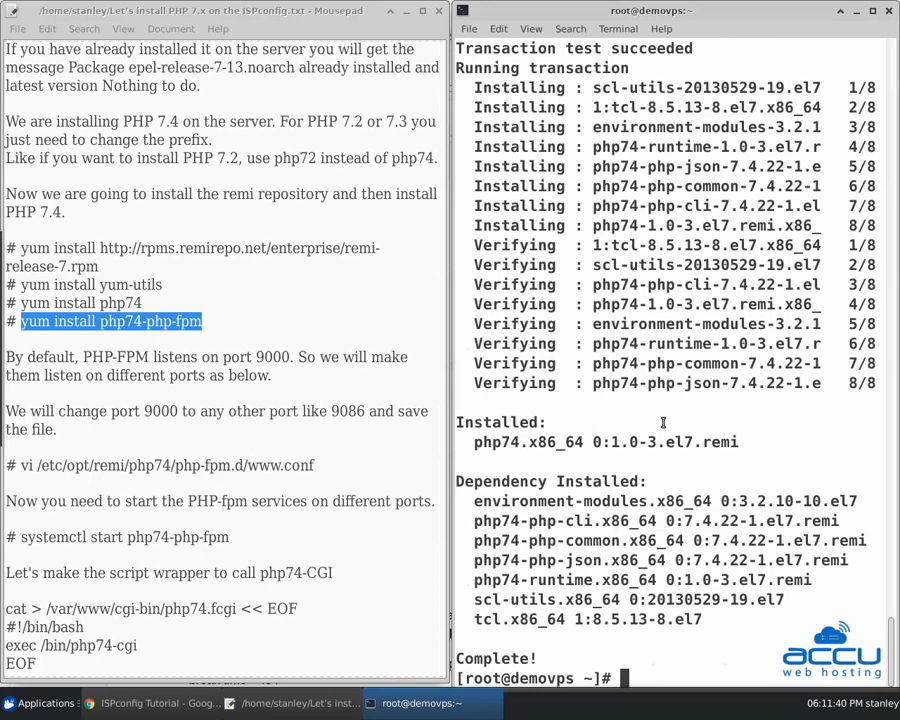 /home/stanley/Let's install PHP 7.x on the ISPconfig.txt - Mousepad
File Edit Search View Document Help
If you have already installed it on the server you will get the
message Package epel-release-7-13.noarch already installed and
latest version Nothing to do.
We are installing PHP 7.4 on the server. For PHP 7.2 or 7.3 you
just need to change the prefix.
Like if you want to install PHP 7.2, use php72 instead of php74.
Now we are going to install the remi repository and then install
PHP 7.4.
# yum install http://rpms.remirepo.net/enterprise/remi-
release-7.rpm
# yum install yum-utils
# yum install php74
# yum install php74-php-fpm
By default, PHP-FPM listens on port 9000. So we will make
them listen on different ports as below.
We will change port 9000 to any other port like 9086 and save
the file.
# vi /etc/opt/remi/php74/php-fpm.d/www.conf
Now you need to start the PHP-fpm services on different ports.
# systemctl start php74-php-fpm
Let's make the script wrapper to call php74-CGI
cat > /var/www/cgi-bin/php74.fcgi << EOF
#!/bin/bash
exec /bin/php74-cgi
EOF
root@demovps:~
File Edit View Search Terminal Help
Transaction test succeeded
Running transaction
Installing : scl-utils-20130529-19.el7 1/8
Installing : 1:tcl-8.5.13-8.el7.x86_64 2/8
Installing : environment-modules-3.2.1 3/8
Installing : php74-runtime-1.0-3.el7.r 4/8
Installing : php74-php-json-7.4.22-1.e 5/8
Installing : php74-php-common-7.4.22-1 6/8
Installing : php74-php-cli-7.4.22-1.el 7/8
Installing : php74-1.0-3.el7.remi.x86_ 8/8
Verifying : 1:tcl-8.5.13-8.el7.x86_64 1/8
Verifying : scl-utils-20130529-19.el7 2/8
Verifying : php74-php-cli-7.4.22-1.el 3/8
Verifying : php74-1.0-3.el7.remi.x86_ 4/8
Verifying : environment-modules-3.2.1 5/8
Verifying : php74-runtime-1.0-3.el7.r 6/8
Verifying : php74-php-common-7.4.22-1 7/8
Verifying : php74-php-json-7.4.22-1.e 8/8
Installed:
php74.x86_64 0:1.0-3.el7.remi
Dependency Installed:
environment-modules.x86_64 0:3.2.10-10.el7
php74-php-cli.x86_64 0:7.4.22-1.el7.remi
php74-php-common.x86_64 0:7.4.22-1.el7.remi
php74-php-json.x86_64 0:7.4.22-1.el7.remi
php74-runtime.x86_64 0:1.0-3.el7.remi
scl-utils.x86_64 0:20130529-19.el7
tcl.x86_64 1:8.5.13-8.el7
Complete!
[root@demovps ~]#
accu
web hosting
Applications
ISPconfig Tutorial - Goog...
/home/stanley/Let's inst...
root@demovps:~
06:11:40 PM stanley